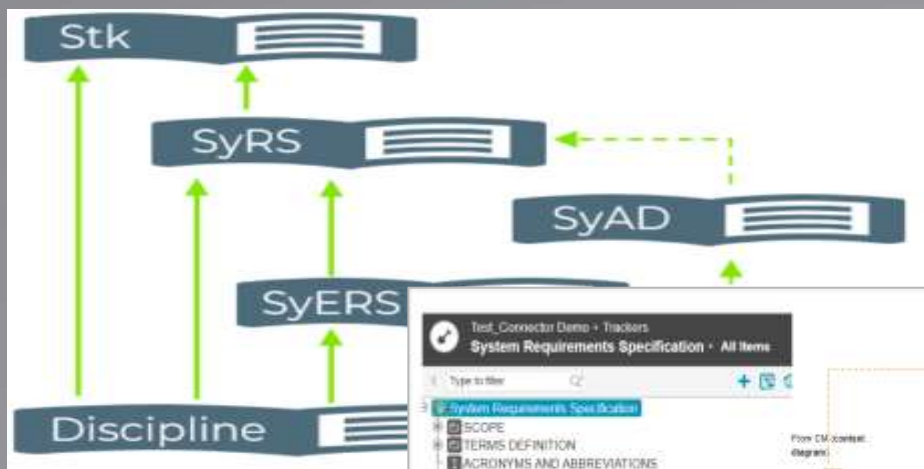 Stk
SyRS
SyAD
SyERS
Test_Connector Demo • Trackers
System Requirements Specification • All Items
Type to filter
System Requirements Specification
SCOPE
TERMS DEFINITION
ACRONYMS AND ABBREVIATIONS
From CM context
diagram
Discipline